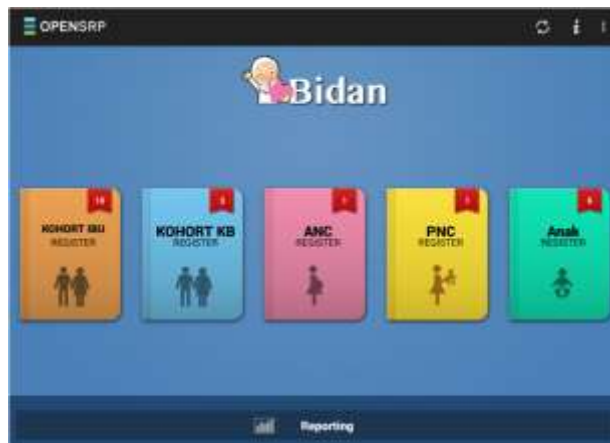 OPENSRP
Bidan
KOHORT IBU
REGISTER
KOHORT KB
REGISTER
ANC
REGISTER
PNC
REGISTER
Anak
REGISTER
Reporting